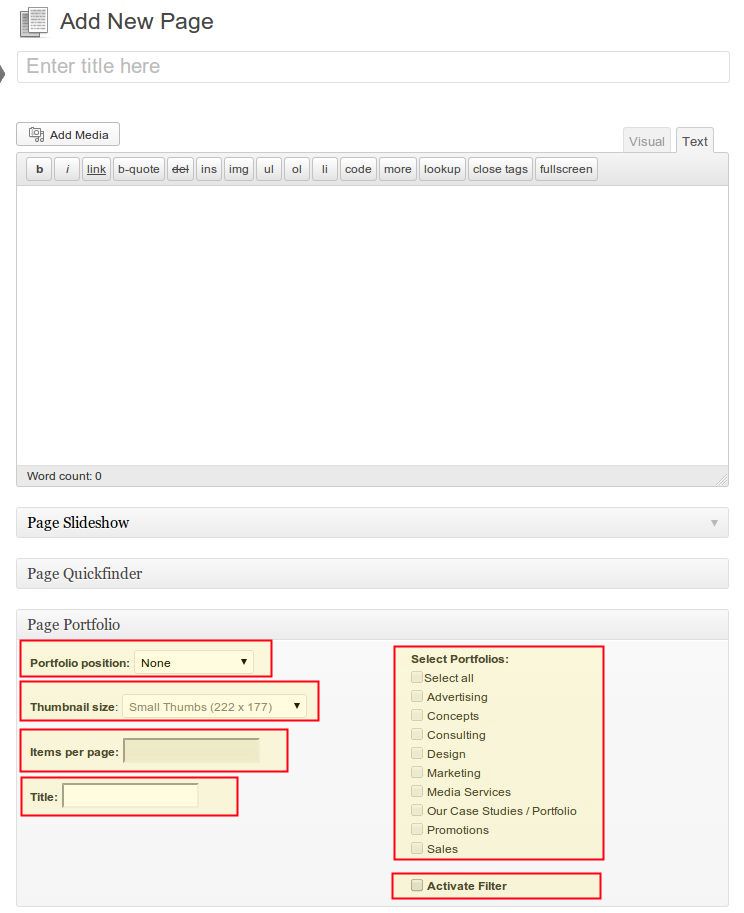 Add New Page
Enter title here
Add Media
Visual Text
b i link b-quote del ins img ul ol li code more lookup close tags fullscreen
Word count: 0
Page Slideshow
Page Quickfinder
Page Portfolio
Portfolio position: None
Thumbnail size: Small Thumbs (222 x 177)
Items per page:
Title:
Select Portfolios:
Select all
Advertising
Concepts
Consulting
Design
Marketing
Media Services
Our Case Studies / Portfolio
Promotions
Sales
Activate Filter